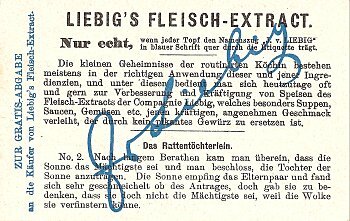 LIEBIG'S FLEISCH-EXTRACT.
Nur echt, wenn jeder Topf den Namenszug „J. v. LIEBIG"
in blauer Schrift quer durch die Etiquette trägt.
Die kleinen Geheimnisse der routinirten Köchin bestehen
meistens in der richtigen Anwendung dieser und jener Ingre-
dienzien, und unter diesen bedient man sich heutzutage oft
und gern zur Verbesserung und Kräftigung von Speisen des
Fleisch-Extracts der Compagnie Liebig, welches besonders Suppen,
Saucen, Gemüsen etc. jenen kräftigen, angenehmen Geschmack
verleiht, der durch kein pikantes Gewürz zu ersetzen ist.
Das Rattentöchterlein.
No. 2. Nach langem Berathen kam man überein, dass die
Sonne das Mächtigste sei und man beschloss, die Tochter der
Sonne anzutragen. Die Sonne empfing das Elternpaar und fand
sich sehr geschmeichelt ob des Antrages, doch gab sie zu be-
denken, dass sie doch nicht die Mächtigste sei, weil die Wolke
sie verfinstern könne.
ZUR GRATIS-ABGABE
an die Käufer von Liebig's Fleisch-Extract.